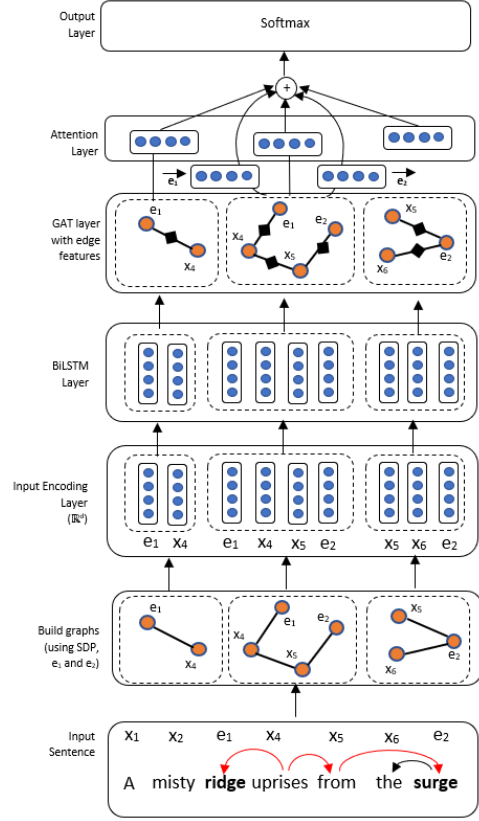 Output
Layer
Softmax
+
Attention
Layer
e₁
e₂
GAT layer
with edge
features
e₁
x₄
x₄
e₁
x₅
e₂
x₅
x₆
e₂
BiLSTM
Layer
Input Encoding
Layer
(ℝᵈ)
e₁ x₄ e₁ x₄ x₅ e₂ x₅ x₆ e₂
Build graphs
(using SDP,
e₁ and e₂)
e₁
x₄
x₄
e₁
x₅
e₂
x₅
x₆
e₂
Input
Sentence
x₁ x₂ e₁ x₄ x₅ x₆ e₂
A misty ridge uprises from the surge